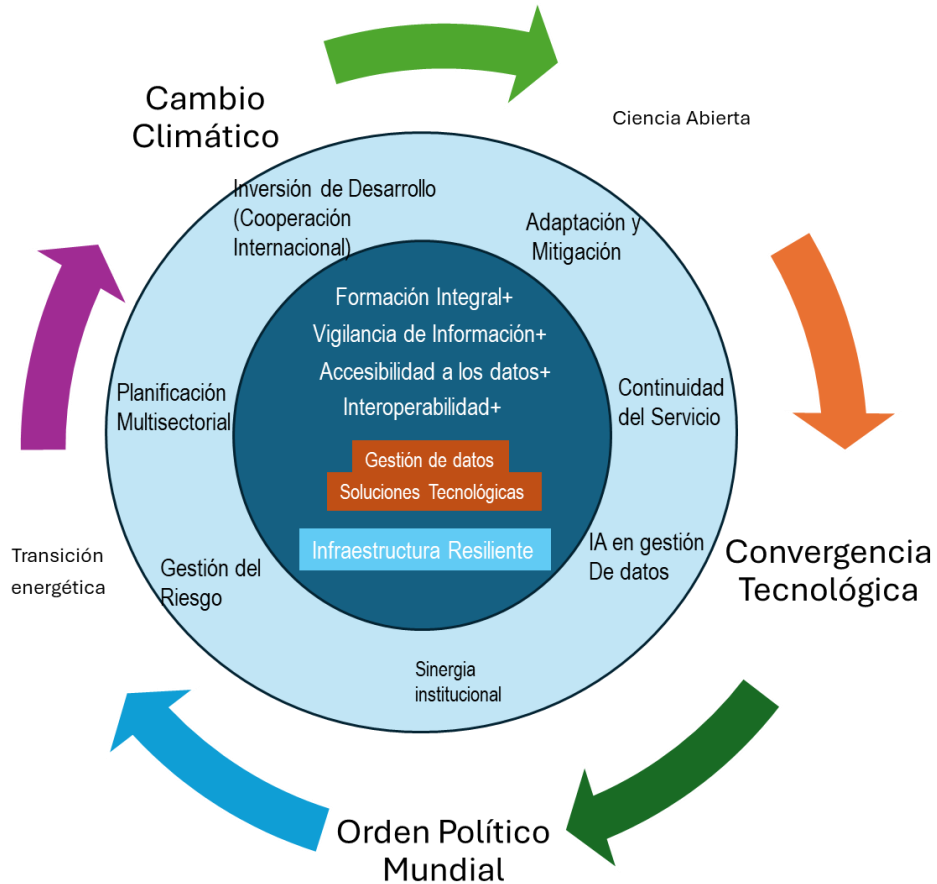 Cambio
Climático
Ciencia Abierta
Inversión de Desarrollo
(Cooperación
Internacional)
Adaptación y
Mitigación
Formación Integral+
Vigilancia de Información+
Accesibilidad a los datos+
Interoperabilidad+
Planificación
Multisectorial
Continuidad
del Servicio
Gestión de datos
Soluciones Tecnológicas
Infraestructura Resiliente
IA en gestión
De datos
Convergencia
Tecnológica
Transición
energética
Gestión del
Riesgo
Sinergia
institucional
Orden Político
Mundial